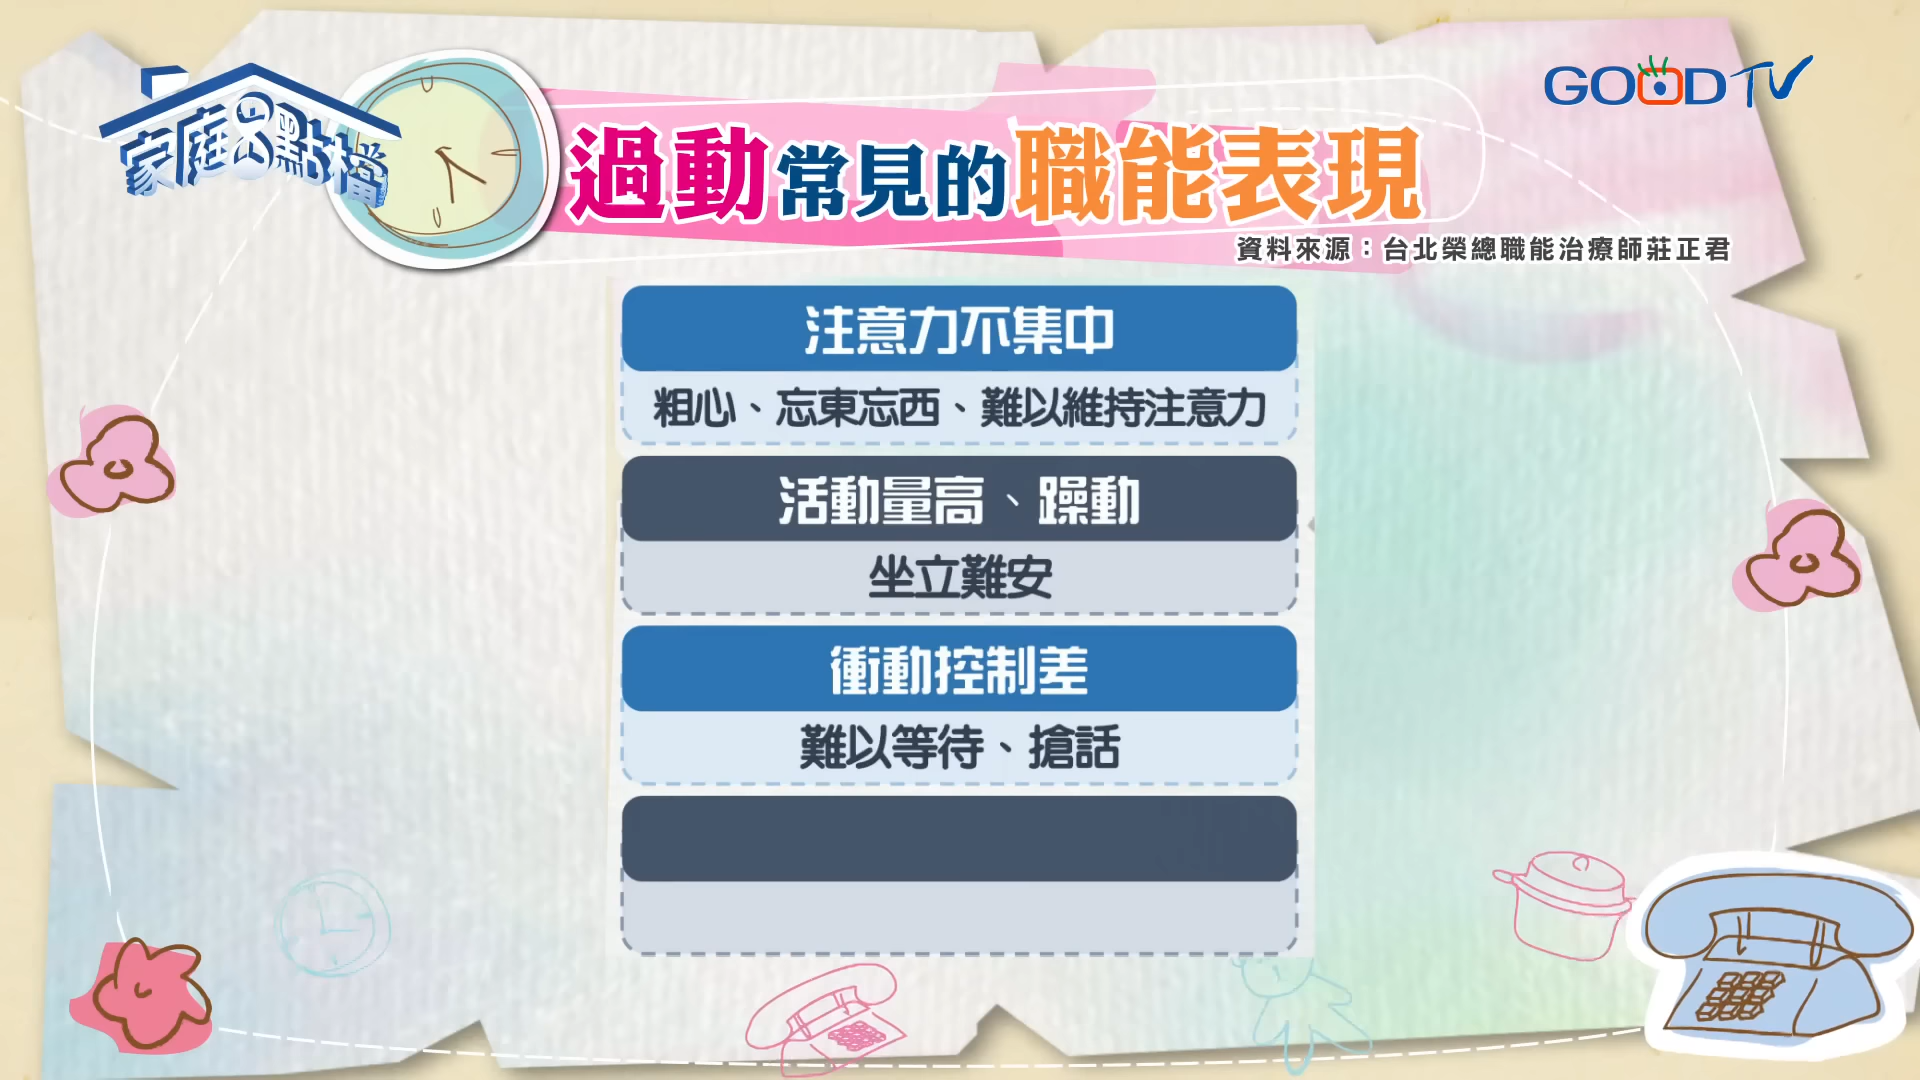 家庭8點檔
GOODTV
過動常見的職能表現
資料來源：台北榮總職能治療師莊正君
注意力不集中
粗心、忘東忘西、難以維持注意力
活動量高、躁動
坐立難安
衝動控制差
難以等待、搶話